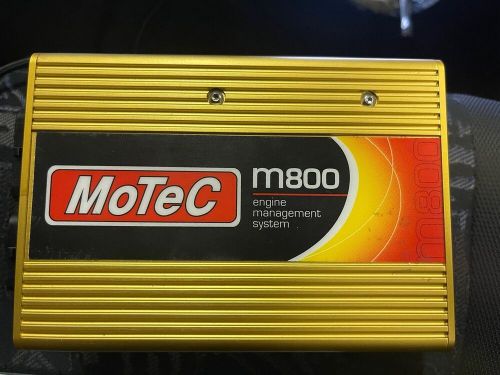 MoTeC
m800
engine
management
system
m800